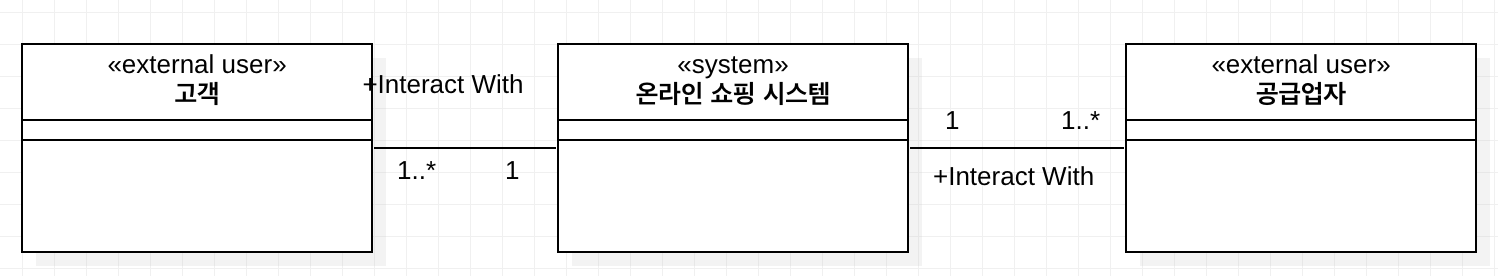 «external user»
고객
+Interact With
1..*
1
«system»
온라인 쇼핑 시스템
1
1..*
+Interact With
«external user»
공급업자